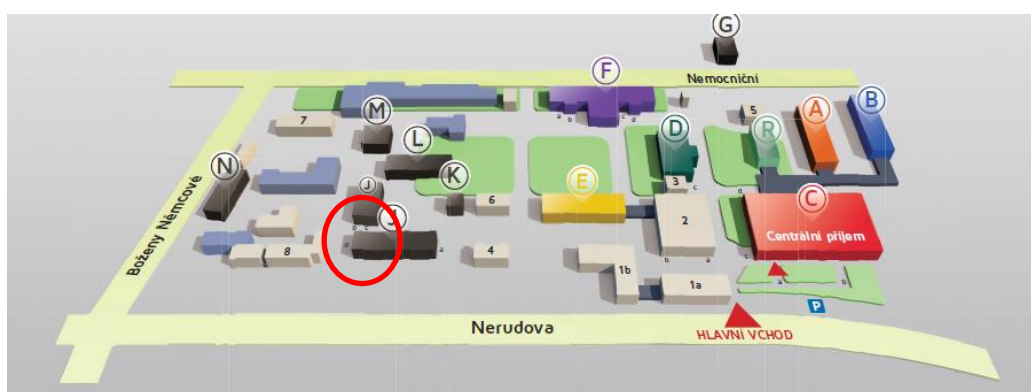 G
Nemocniční
F
B
A
5
M
7
a
b
c
d
D
R
L
N
K
J
3
c
d
E
C
6
2
Centrální příjem
J
b c
d
a
8
4
b
a
c
1b
1a
a
b
P
Boženy Němcové
Nerudova
HLAVNÍ VCHOD